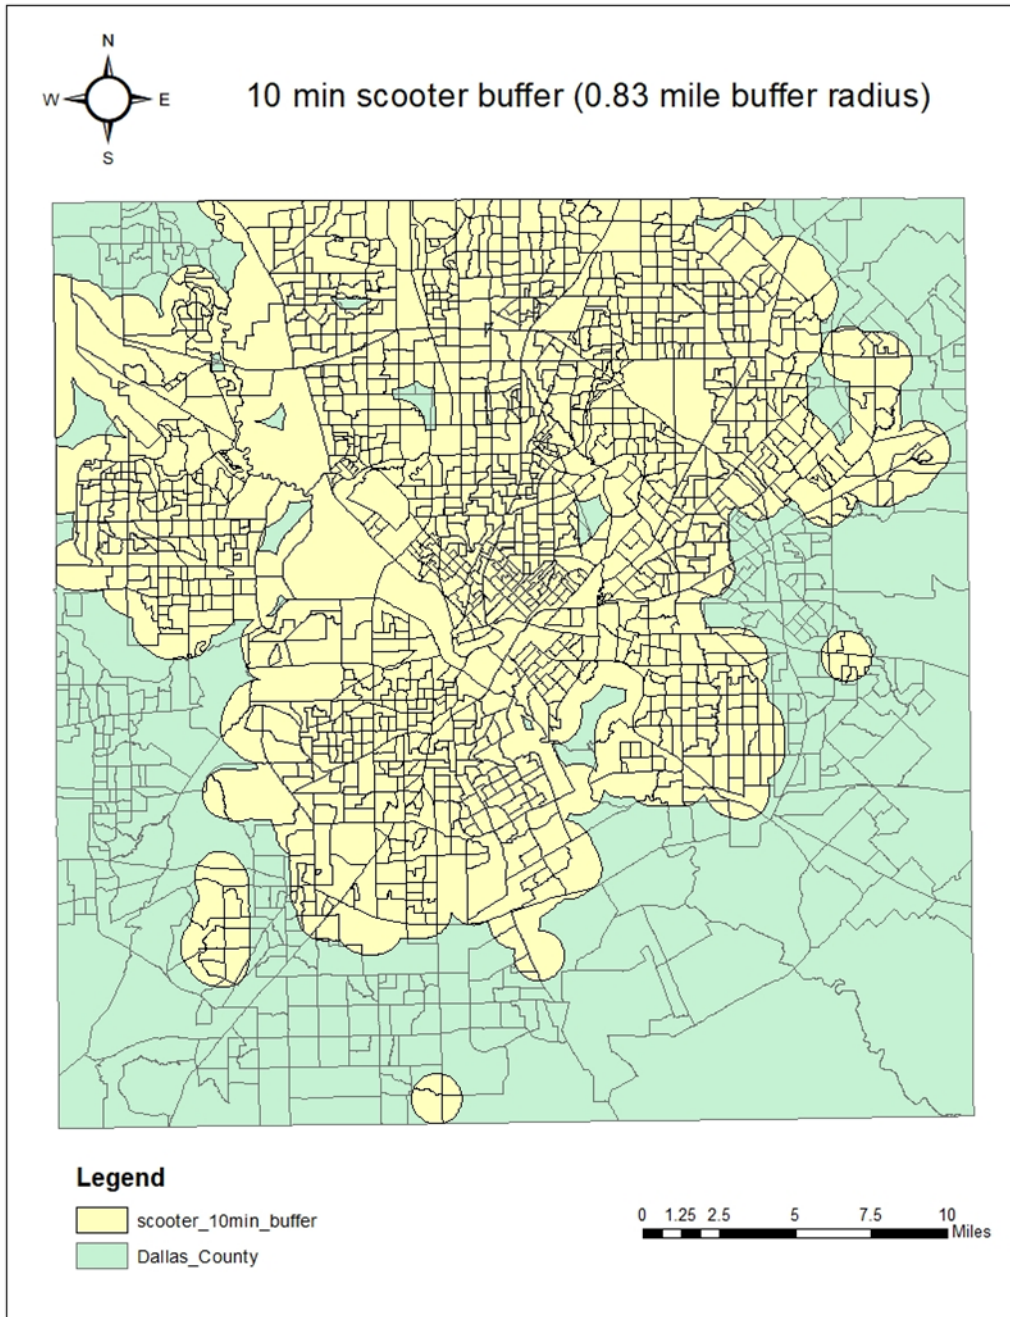 N
W E
S
10 min scooter buffer (0.83 mile buffer radius)
Legend
scooter_10min_buffer
Dallas_County
0 1.25 2.5 5 7.5 10
Miles